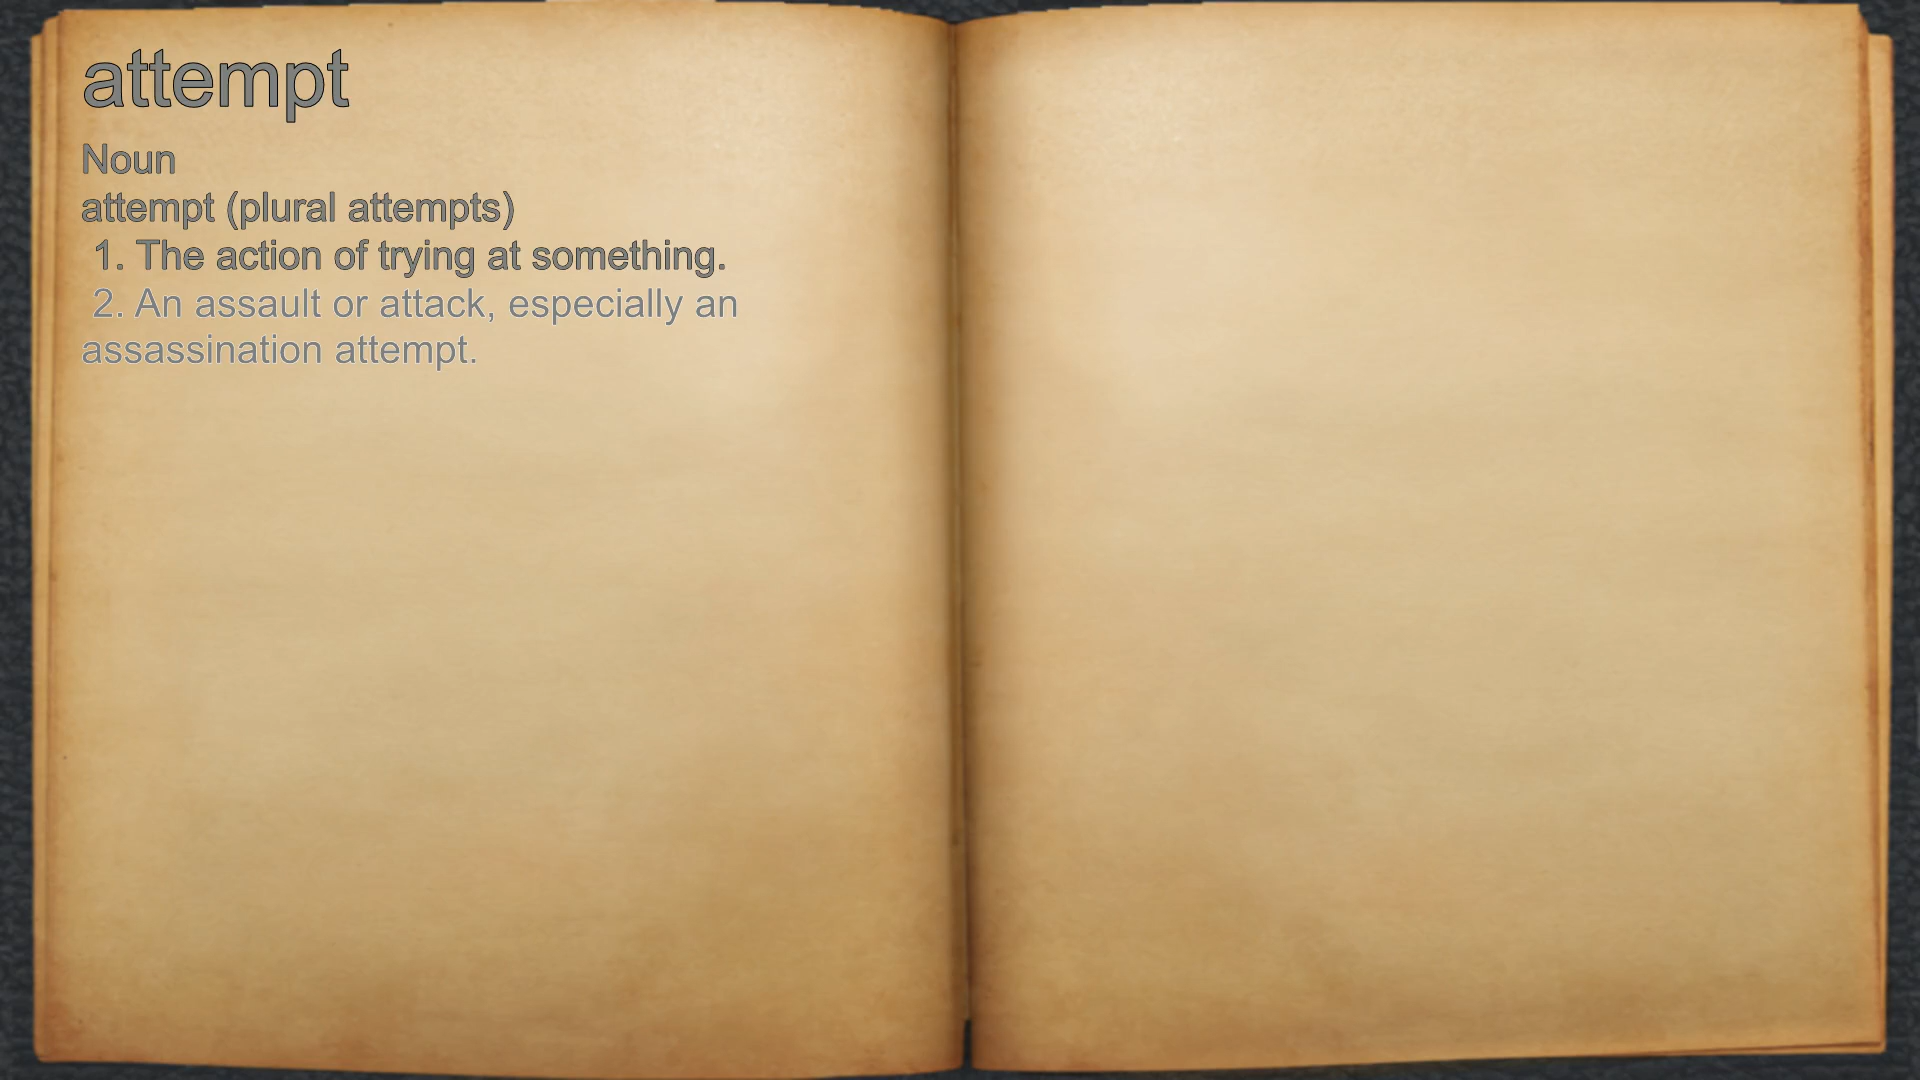 attempt
Noun
attempt (plural attempts)
1. The action of trying at something.
2. An assault or attack, especially an
assassination attempt.